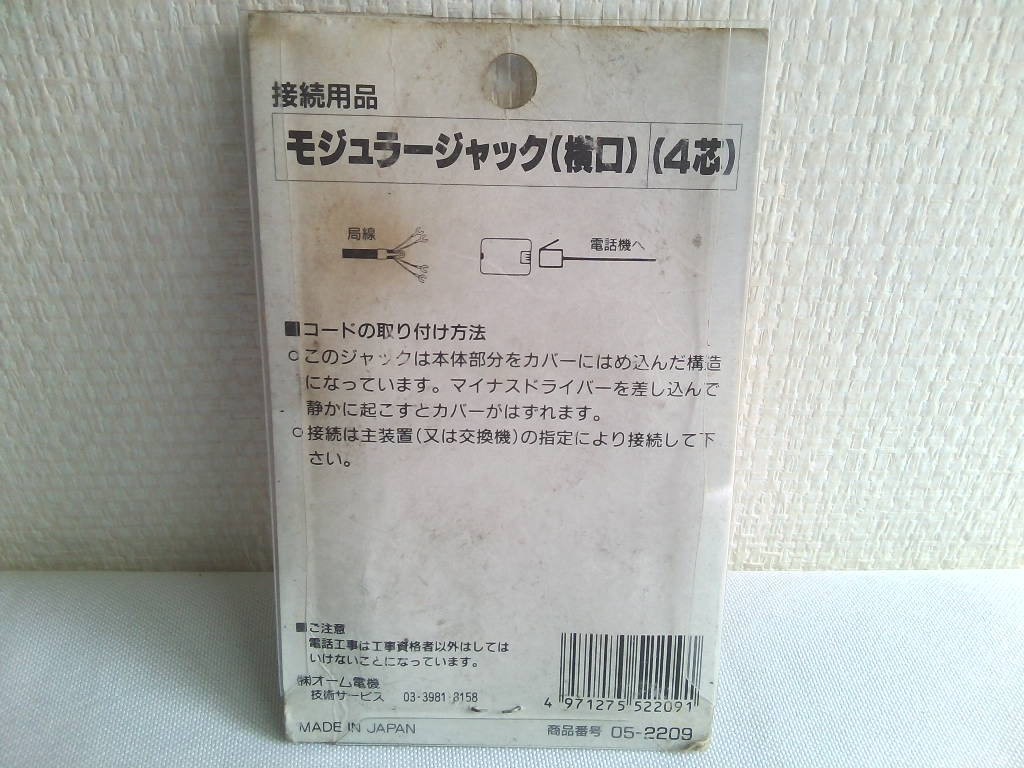 接続用品
モジュラージャック(横口) (4芯)
局線
電話機へ
■コードの取り付け方法
○このジャックは本体部分をカバーにはめ込んだ構造
になっています。マイナスドライバーを差し込んで
静かに起こすとカバーがはずれます。
○接続は主装置(又は交換機)の指定により接続して下
さい。
■ご注意
電話工事は工事資格者以外はしては
いけないことになっています。
㈱オーム電機
技術サービス 03-3981-8158
4 971275 522091
MADE IN JAPAN 商品番号 05-2209